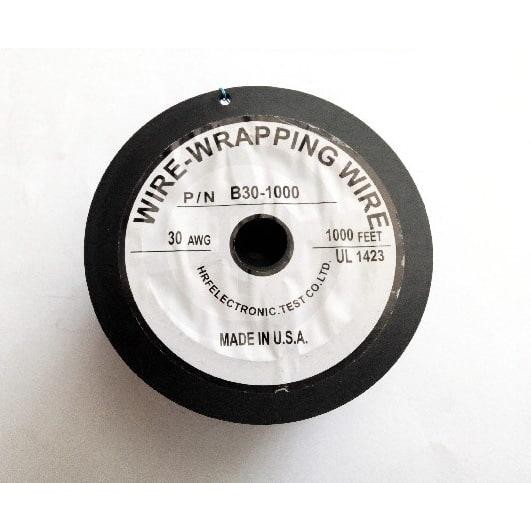 WIRE-WRAPPING WIRE
P/N B30-1000
30 AWG
1000 FEET
UL 1423
HRFELECTRONIC.TEST CO.LTD.
MADE IN U.S.A.